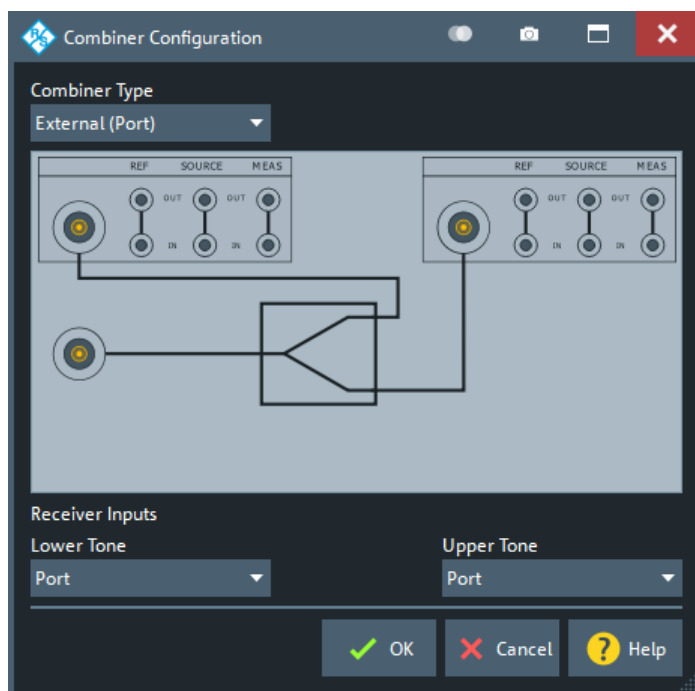 R&S Combiner Configuration
Combiner Type
External (Port)
REF SOURCE MEAS REF SOURCE MEAS
OUT OUT OUT OUT
IN IN IN IN
Receiver Inputs
Lower Tone Upper Tone
Port Port
OK Cancel ? Help